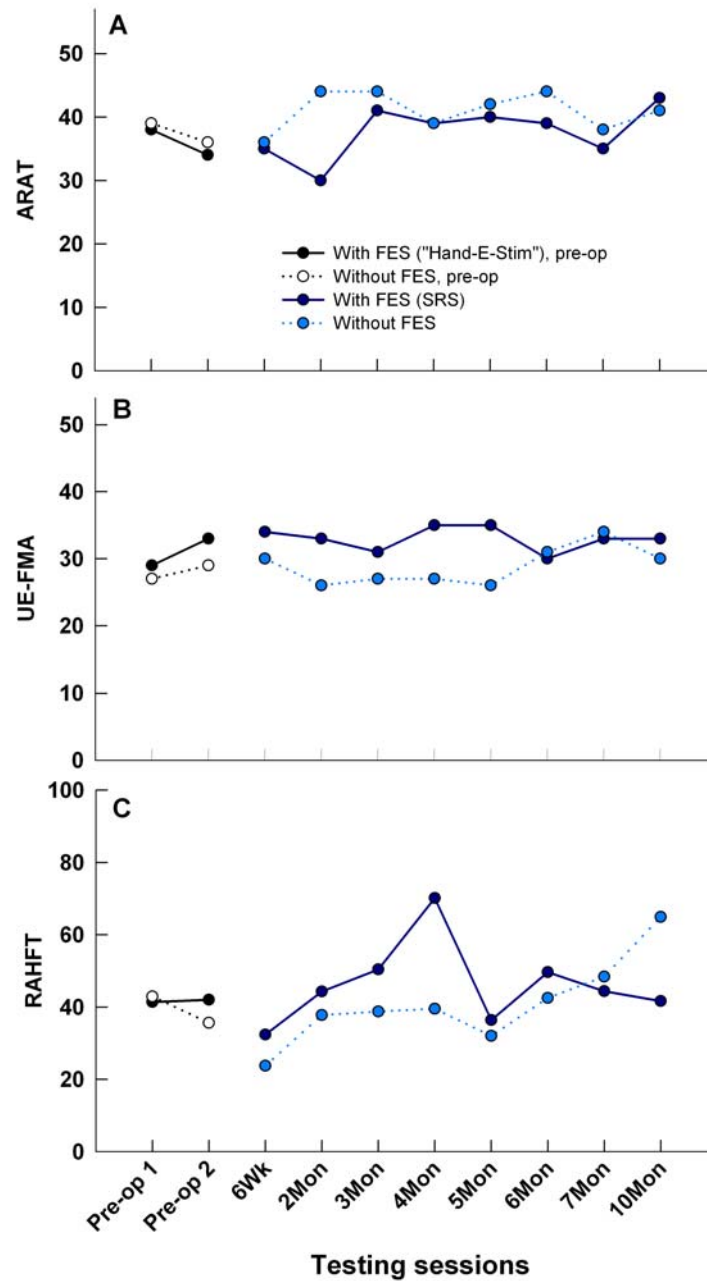 A
50
40
30
20
10
0
ARAT
With FES ("Hand-E-Stim"), pre-op
Without FES, pre-op
With FES (SRS)
Without FES
B
50
40
30
20
10
0
UE-FMA
C
100
80
60
40
20
0
RAHFT
Pre-op 1
Pre-op 2
6Wk
2Mon
3Mon
4Mon
5Mon
6Mon
7Mon
10Mon
Testing sessions